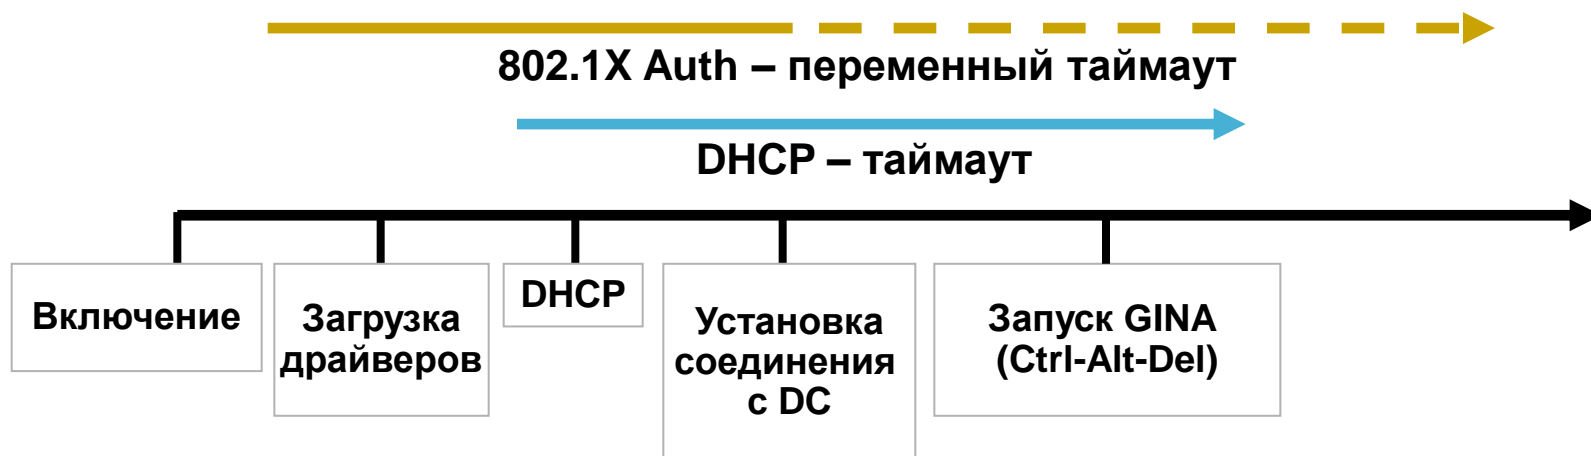 802.1X Auth – переменный таймаут
DHCP – таймаут
Включение
Загрузка
драйверов
DHCP
Установка
соединения
с DC
Запуск GINA
(Ctrl-Alt-Del)